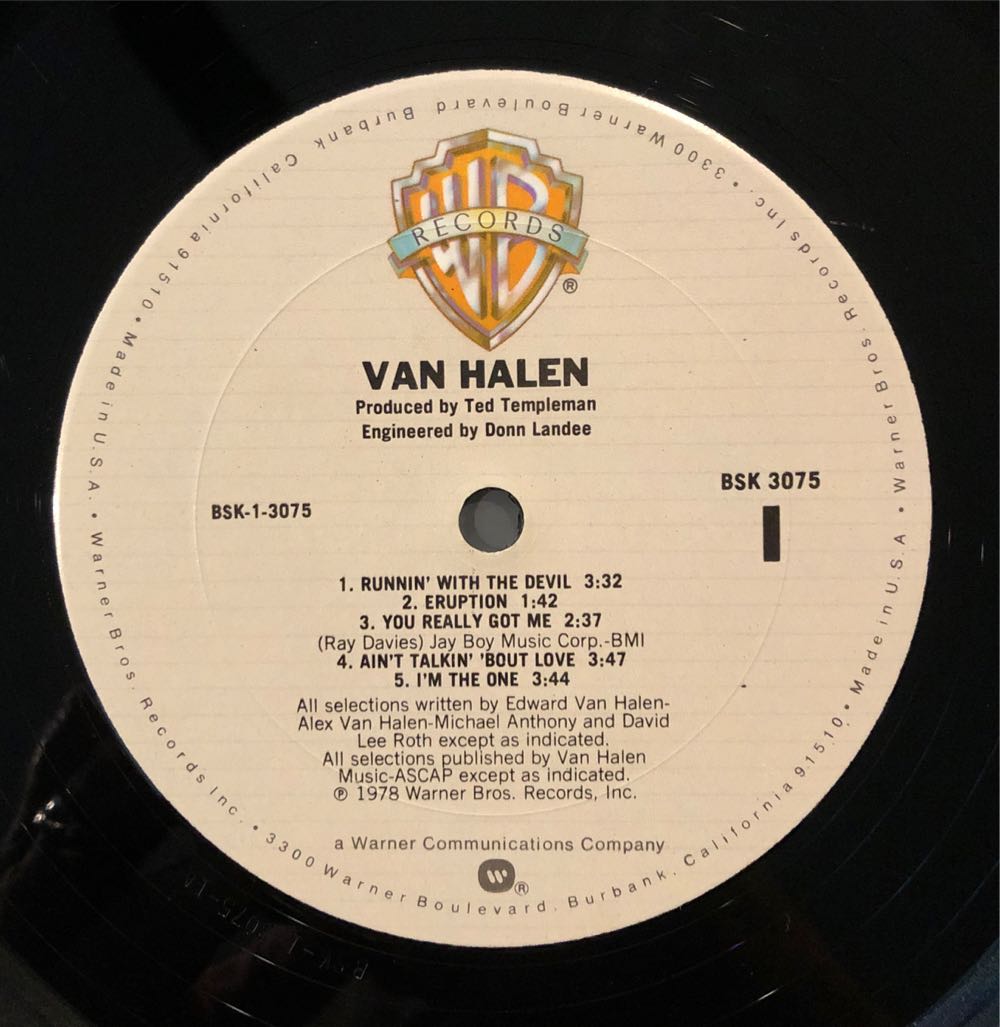 RECORDS
®
VAN HALEN
Produced by Ted Templeman
Engineered by Donn Landee
BSK 3075
BSK-1-3075
1
1. RUNNIN' WITH THE DEVIL 3:32
2. ERUPTION 1:42
3. YOU REALLY GOT ME 2:37
(Ray Davies) Jay Boy Music Corp.-BMI
4. AIN'T TALKIN' 'BOUT LOVE 3:47
5. I'M THE ONE 3:44
All selections written by Edward Van Halen-
Alex Van Halen-Michael Anthony and David
Lee Roth except as indicated.
All selections published by Van Halen
Music-ASCAP except as indicated.
℗ 1978 Warner Bros. Records, Inc.
a Warner Communications Company
®
Warner Bros. Records Inc. • 3300 Warner Boulevard Burbank California 91510 • Made in U.S.A. • Warner Bros. Records Inc. • 3300 Warner Boulevard. Burbank. California 91510 • Made in U.S.A •